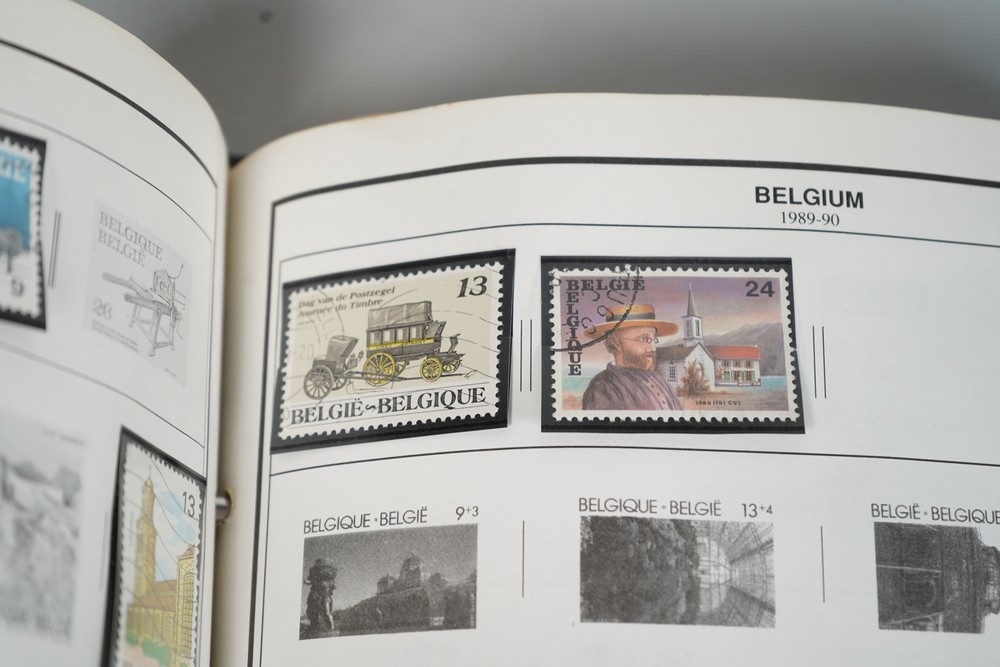 9
BELGIQUE
BELGIË
26
13
BELGIUM
1989-90
13
Dag van de Postzegel
Journée du Timbre
BELGIË BELGIQUE
BELGIË
BELGIQUE
24
BELGIQUE • BELGIË 9+3
BELGIQUE • BELGIË 13+4
BELGIË • BELGIQUE